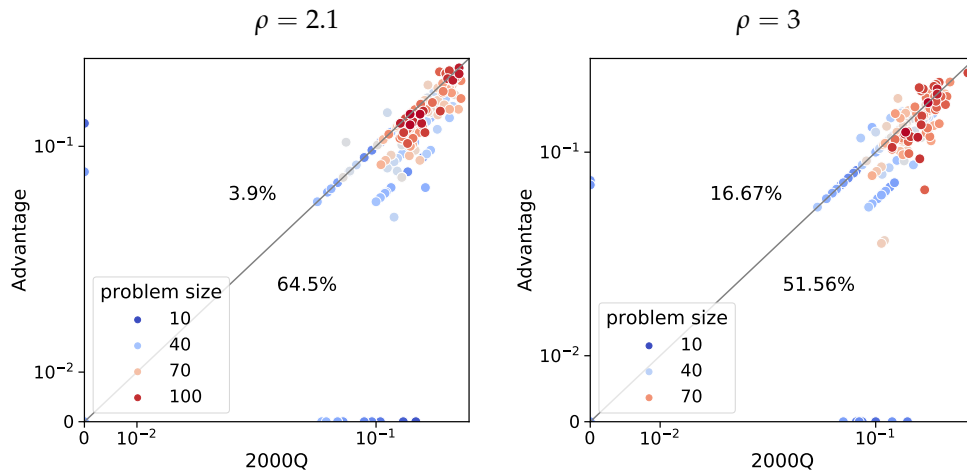 ρ = 2.1
Advantage
10⁻¹
10⁻²
0
3.9%
64.5%
problem size
10
40
70
100
0
10⁻²
10⁻¹
2000Q
ρ = 3
Advantage
10⁻¹
10⁻²
0
16.67%
51.56%
problem size
10
40
70
0
10⁻²
10⁻¹
2000Q